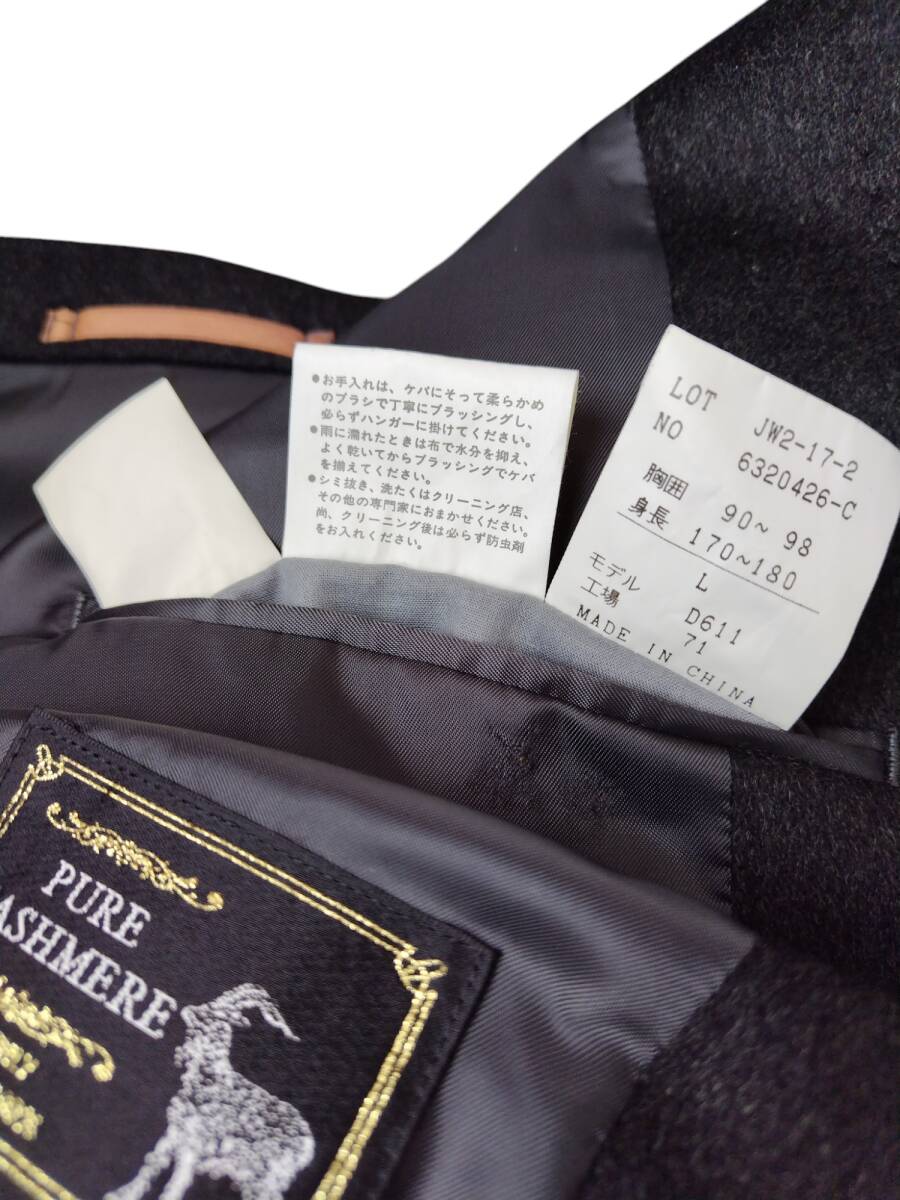 ●お手入れは、ケバにそって柔らかめ
のブラシで丁寧にブラッシングし、
必らずハンガーに掛けてください。
●雨に濡れたときは布で水分を抑え、
よく乾いてからブラッシングでケバ
を揃えてください。
●シミ抜き、洗たくはクリーニング店、
その他の専門家におまかせください。
尚、クリーニング後は必らず防虫剤
をお入れください。
LOT JW2-17-2
NO 6320426-C
胸囲 90~ 98
身長 170~180
L
モデル D611
工場 71
MADE IN CHINA
PURE
ASHMERE